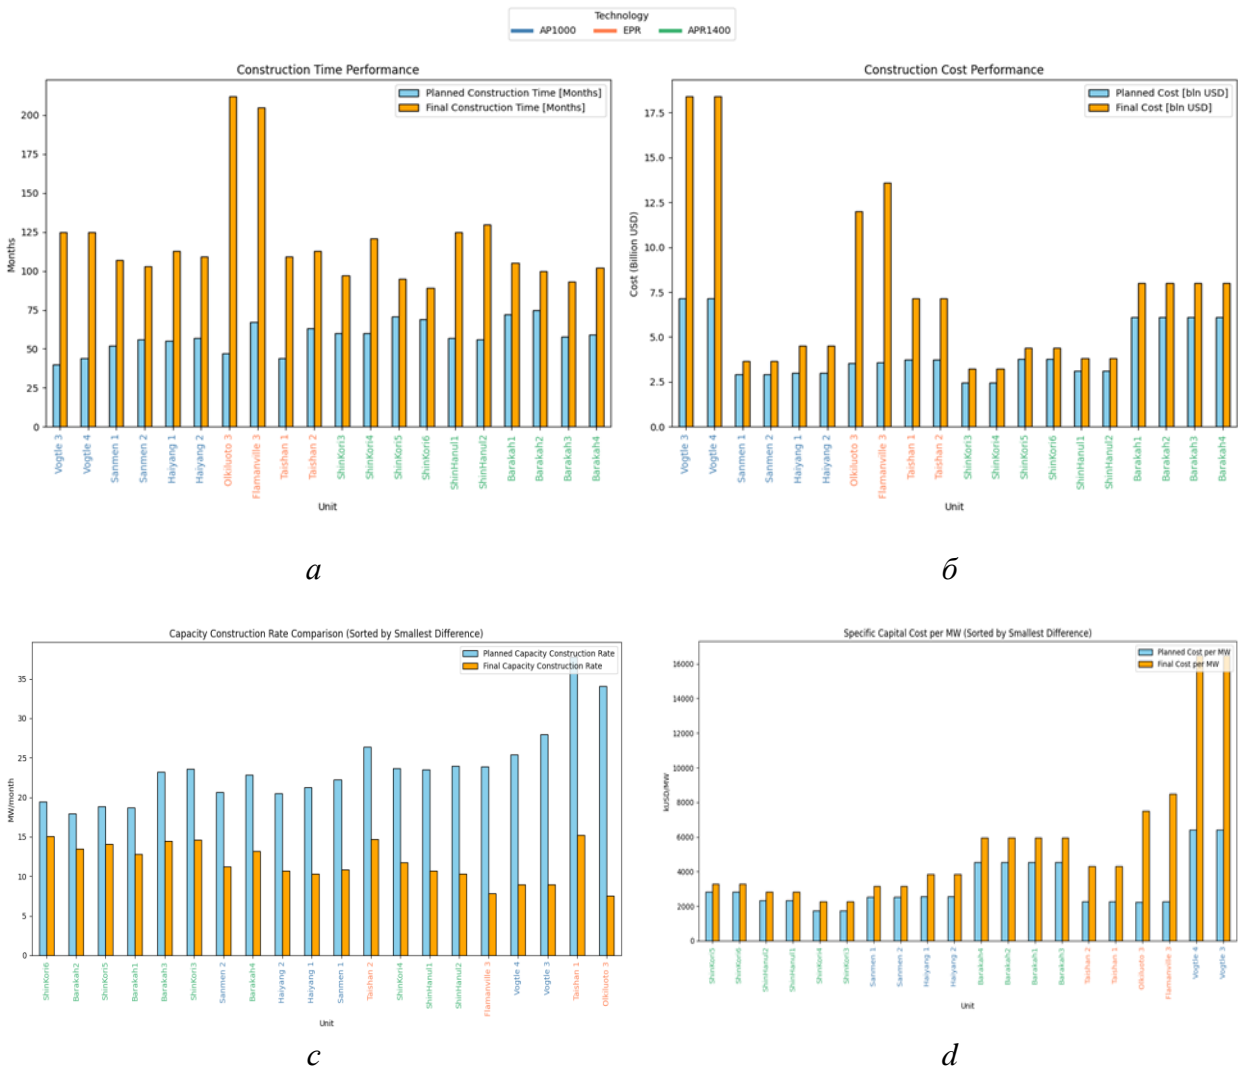 Technology
AP1000 EPR APR1400
Construction Time Performance
Planned Construction Time [Months]
Final Construction Time [Months]
Months
200
175
150
125
100
75
50
25
0
Vogtle 3
Vogtle 4
Sanmen 1
Sanmen 2
Haiyang 1
Haiyang 2
Olkiluoto 3
Flamanville 3
Taishan 1
Taishan 2
ShinKori3
ShinKori4
ShinKori5
ShinKori6
ShinHanul1
ShinHanul2
Barakah1
Barakah2
Barakah3
Barakah4
Unit
а
Construction Cost Performance
Planned Cost [bln USD]
Final Cost [bln USD]
Cost (Billion USD)
17.5
15.0
12.5
10.0
7.5
5.0
2.5
0.0
Vogtle 3
Vogtle 4
Sanmen 1
Sanmen 2
Haiyang 1
Haiyang 2
Olkiluoto 3
Flamanville 3
Taishan 1
Taishan 2
ShinKori3
ShinKori4
ShinKori5
ShinKori6
ShinHanul1
ShinHanul2
Barakah1
Barakah2
Barakah3
Barakah4
Unit
б
Capacity Construction Rate Comparison (Sorted by Smallest Difference)
Planned Capacity Construction Rate
Final Capacity Construction Rate
MW/month
35
30
25
20
15
10
5
0
ShinKori6
Barakah2
ShinKori5
Barakah1
Barakah3
ShinKori3
Sanmen 2
Barakah4
Haiyang 2
Haiyang 1
Sanmen 1
Taishan 2
ShinKori4
ShinHanul1
ShinHanul2
Flamanville 3
Vogtle 4
Vogtle 3
Taishan 1
Olkiluoto 3
Unit
c
Specific Capital Cost per MW (Sorted by Smallest Difference)
Planned Cost per MW
Final Cost per MW
kUSD/MW
16000
14000
12000
10000
8000
6000
4000
2000
0
ShinKori5
ShinKori6
ShinHanul2
ShinHanul1
ShinKori4
ShinKori3
Sanmen 1
Sanmen 2
Haiyang 1
Haiyang 2
Barakah4
Barakah2
Barakah1
Barakah3
Taishan 2
Taishan 1
Olkiluoto 3
Flamanville 3
Vogtle 4
Vogtle 3
Unit
d